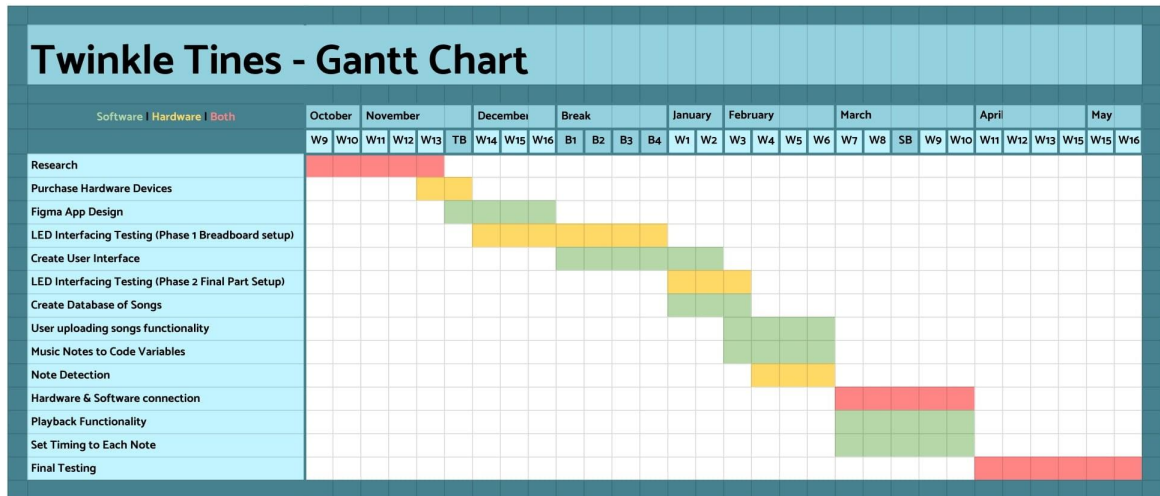 Twinkle Tines - Gantt Chart
Software | Hardware | Both
October November December Break January February March April May
W9 W10 W11 W12 W13 TB W14 W15 W16 B1 B2 B3 B4 W1 W2 W3 W4 W5 W6 W7 W8 SB W9 W10 W11 W12 W13 W15 W15 W16
Research
Purchase Hardware Devices
Figma App Design
LED Interfacing Testing (Phase 1 Breadboard setup)
Create User Interface
LED Interfacing Testing (Phase 2 Final Part Setup)
Create Database of Songs
User uploading songs functionality
Music Notes to Code Variables
Note Detection
Hardware & Software connection
Playback Functionality
Set Timing to Each Note
Final Testing